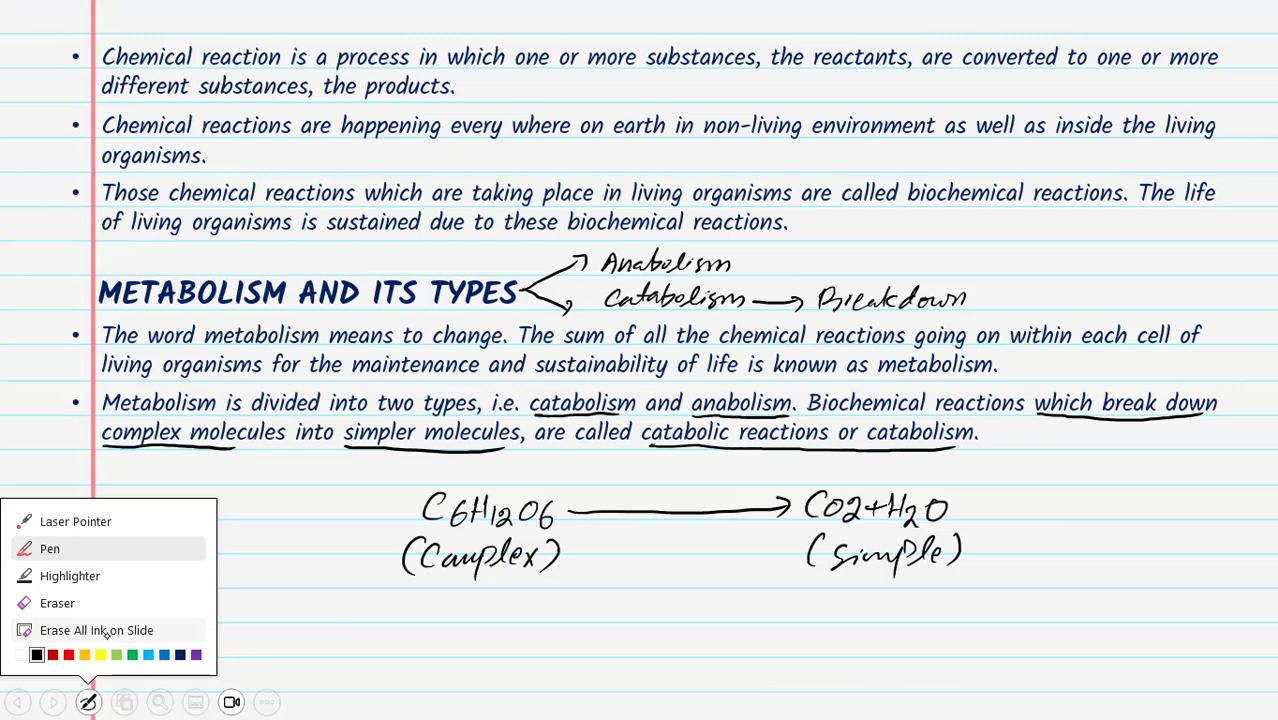 • Chemical reaction is a process in which one or more substances, the reactants, are converted to one or more
different substances, the products.
• Chemical reactions are happening every where on earth in non-living environment as well as inside the living
organisms.
• Those chemical reactions which are taking place in living organisms are called biochemical reactions. The life
of living organisms is sustained due to these biochemical reactions.
Anabolism
METABOLISM AND ITS TYPES
Catabolism → Breakdown
• The word metabolism means to change. The sum of all the chemical reactions going on within each cell of
living organisms for the maintenance and sustainability of life is known as metabolism.
• Metabolism is divided into two types, i.e. catabolism and anabolism. Biochemical reactions which break down
complex molecules into simpler molecules, are called catabolic reactions or catabolism.
C6H12O6 → CO2+H2O
(Complex) (Simple)
Laser Pointer
Pen
Highlighter
Eraser
Erase All Ink on Slide